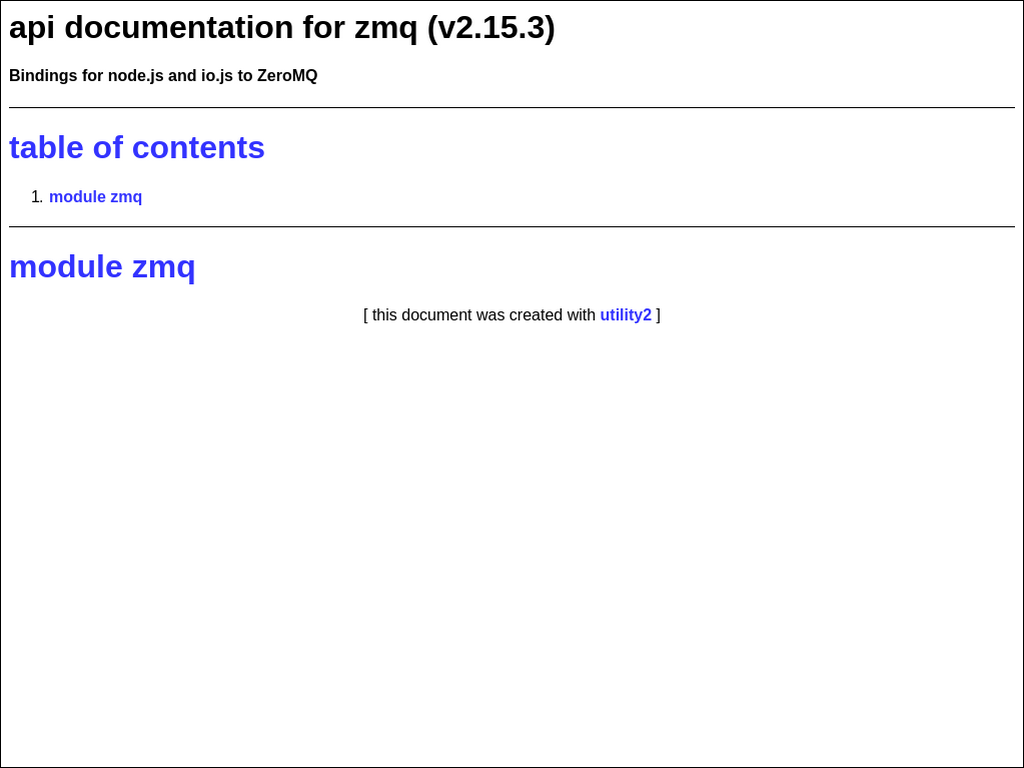 api documentation for zmq (v2.15.3)
Bindings for node.js and io.js to ZeroMQ
table of contents
1. module zmq
module zmq
[ this document was created with utility2 ]